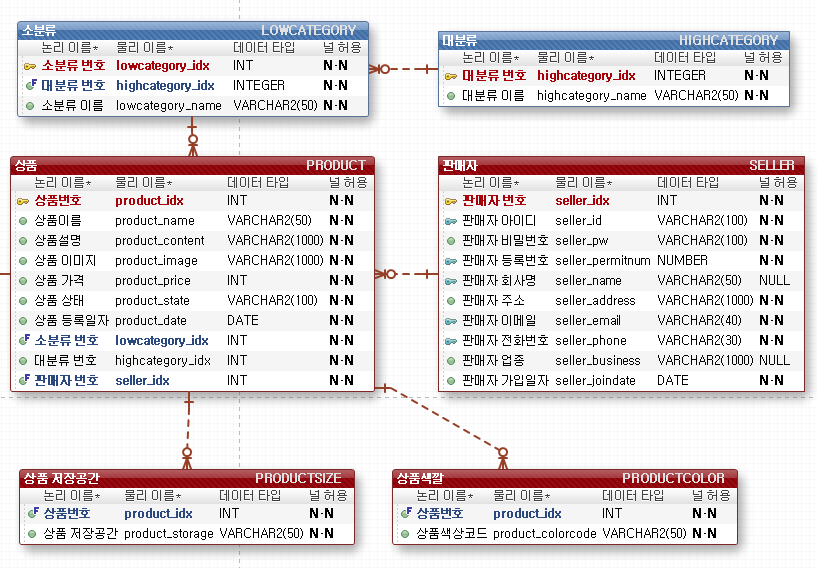 소분류 LOWCATEGORY
논리 이름* 물리 이름* 데이터 타입 널 허용
소분류 번호 lowcategory_idx INT N-N
F 대분류 번호 highcategory_idx INTEGER N-N
소분류 이름 lowcategory_name VARCHAR2(50) N-N
대분류 HIGHCATEGORY
논리 이름* 물리 이름* 데이터 타입 널 허용
대분류 번호 highcategory_idx INTEGER N-N
대분류 이름 highcategory_name VARCHAR2(50) N-N
상품 PRODUCT
논리 이름* 물리 이름* 데이터 타입 널 허용
상품번호 product_idx INT N-N
상품이름 product_name VARCHAR2(50) N-N
상품설명 product_content VARCHAR2(1000) N-N
상품 이미지 product_image VARCHAR2(1000) N-N
상품 가격 product_price INT N-N
상품 상태 product_state VARCHAR2(100) N-N
상품 등록일자 product_date DATE N-N
F 소분류 번호 lowcategory_idx INT N-N
대분류 번호 highcategory_idx INT N-N
F 판매자 번호 seller_idx INT N-N
판매자 SELLER
논리 이름* 물리 이름* 데이터 타입 널 허용
판매자 번호 seller_idx INT N-N
판매자 아이디 seller_id VARCHAR2(100) N-N
판매자 비밀번호 seller_pw VARCHAR2(100) N-N
판매자 등록번호 seller_permitnum NUMBER N-N
판매자 회사명 seller_name VARCHAR2(50) NULL
판매자 주소 seller_address VARCHAR2(1000) N-N
판매자 이메일 seller_email VARCHAR2(40) N-N
판매자 전화번호 seller_phone VARCHAR2(30) N-N
판매자 업종 seller_business VARCHAR2(1000) NULL
판매자 가입일자 seller_joindate DATE N-N
상품 저장공간 PRODUCTSIZE
논리 이름* 물리 이름* 데이터 타입 널 허용
F 상품번호 product_idx INT N-N
상품 저장공간 product_storage VARCHAR2(50) N-N
상품색깔 PRODUCTCOLOR
논리 이름* 물리 이름* 데이터 타입 널 허용
F 상품번호 product_idx INT N-N
상품색상코드 product_colorcode VARCHAR2(50) N-N